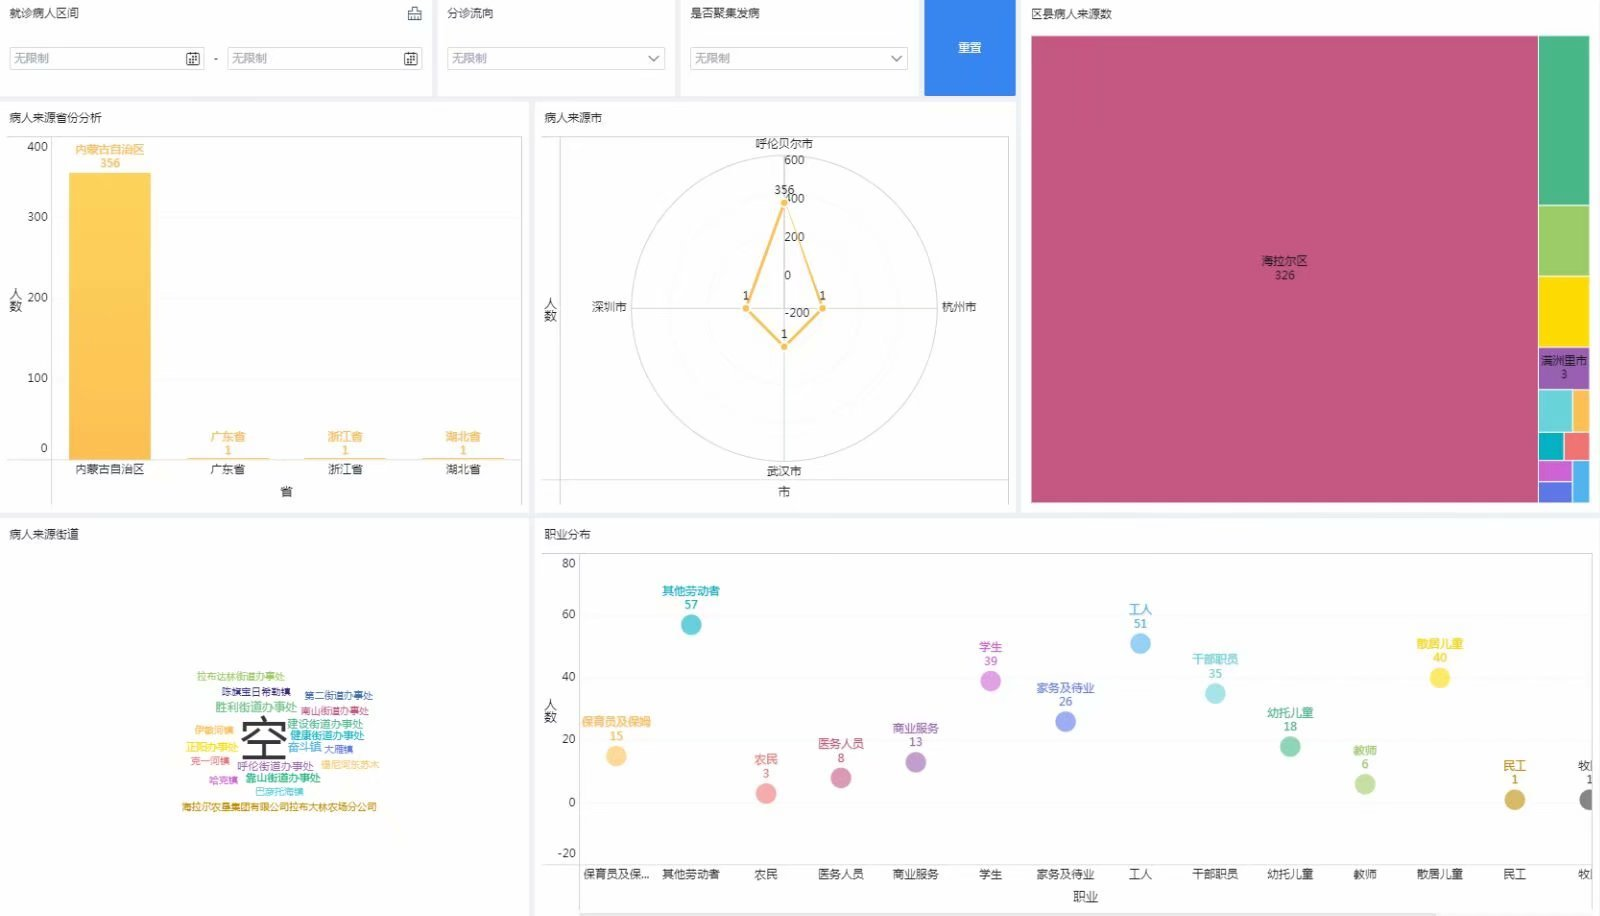 就诊病人区间
无限制
-
无限制
分诊流向
无限制
是否聚集发病
无限制
重置
区县病人来源数
海拉尔区
326
满洲里市
3
病人来源省份分析
400
300
200
100
0
人数
内蒙古自治区
356
广东省
1
浙江省
1
湖北省
1
内蒙古自治区
广东省
浙江省
湖北省
省
病人来源市
呼伦贝尔市
600
356
400
200
0
-200
1
1
1
深圳市
杭州市
武汉市
人数
市
病人来源街道
拉布达林街道办事处
陈旗宝日希勒镇
第二街道办事处
胜利街道办事处
南山街道办事处
伊敏河镇
空
建设街道办事处
健康街道办事处
正阳办事处
奋斗镇
大雁镇
克一河镇
呼伦街道办事处
锡尼河东苏木
哈克镇
靠山街道办事处
巴彦托海镇
海拉尔农垦集团有限公司拉布大林农场分公司
职业分布
80
60
40
20
0
-20
人数
保育员及保姆
15
其他劳动者
57
农民
3
医务人员
8
商业服务
13
学生
39
家务及待业
26
工人
51
干部职员
35
幼托儿童
18
教师
6
散居儿童
40
民工
1
牧
1
保育员及保...
其他劳动者
农民
医务人员
商业服务
学生
家务及待业
工人
干部职员
幼托儿童
教师
散居儿童
民工
牧
职业